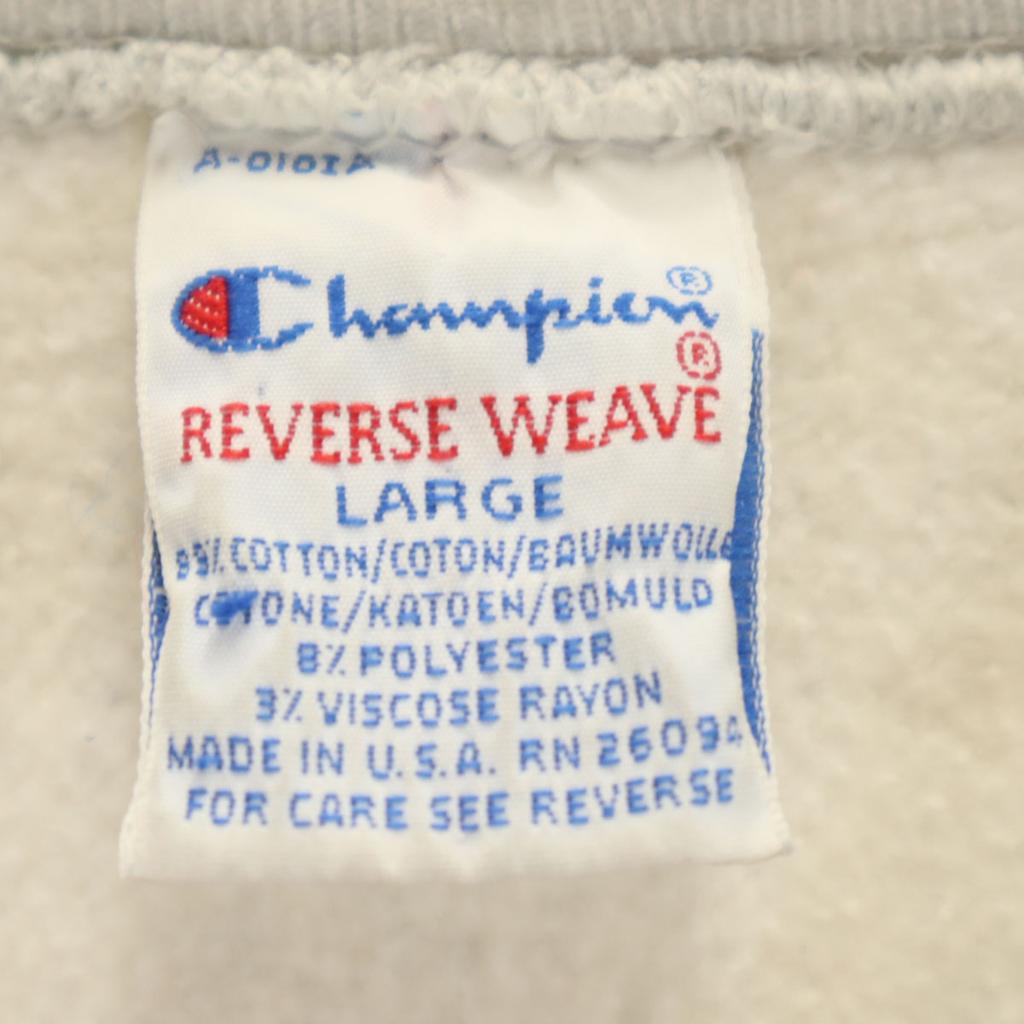 A-0101A
Champion®
®
REVERSE WEAVE
LARGE
89% COTTON/COTON/BAUMWOLLE
COTONE/KATOEN/BOMULD
8% POLYESTER
3% VISCOSE RAYON
MADE IN U.S.A. RN 26094
FOR CARE SEE REVERSE